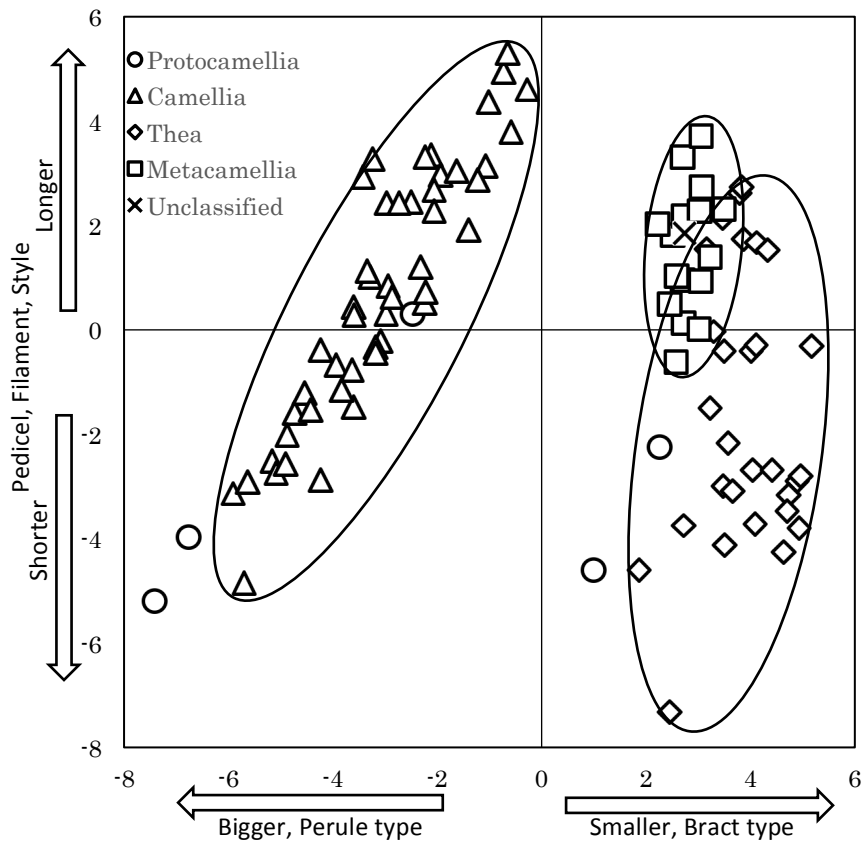 6
4
2
0
-2
-4
-6
-8
Protocamellia
Camellia
Thea
Metacamellia
Unclassified
Longer
Pedicel, Filament, Style
Shorter
-8
-6
-4
-2
0
2
4
6
Bigger, Perule type
Smaller, Bract type